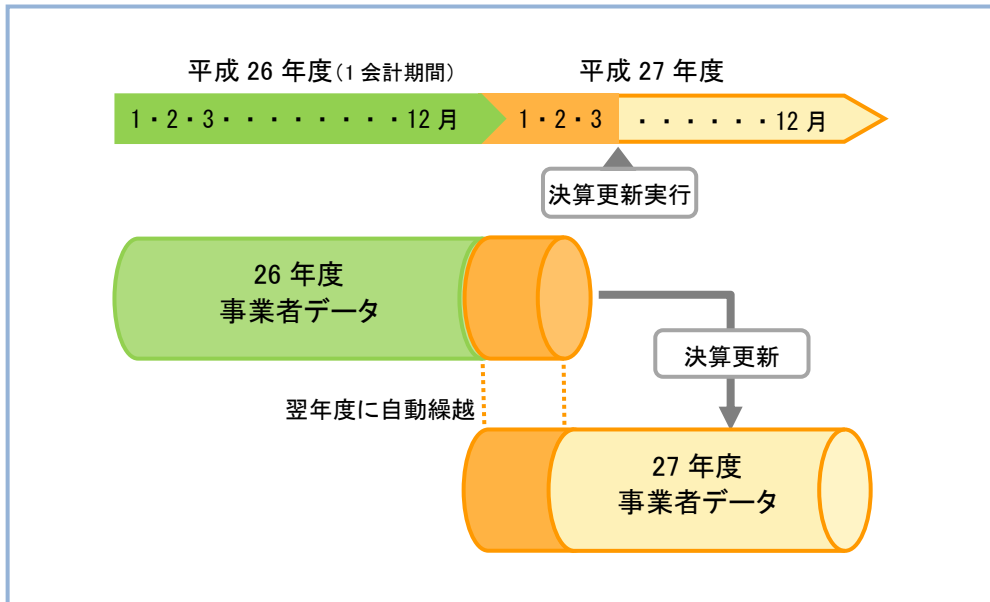 平成 26 年度(1 会計期間)
平成 27 年度
1・2・3・・・・・・・・12 月
1・2・3
・・・・・・12 月
決算更新実行
26 年度
事業者データ
決算更新
翌年度に自動繰越
27 年度
事業者データ